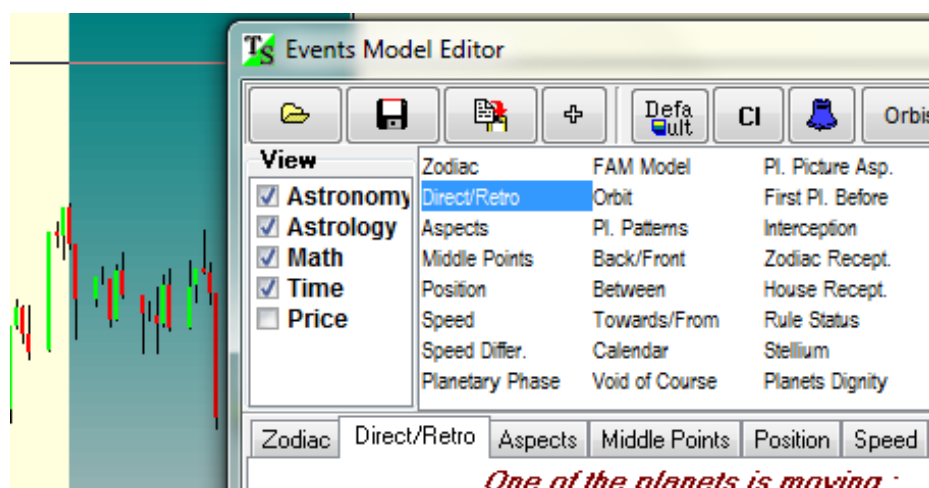 TS Events Model Editor
Defa ult CI Orbis
View
Astronomy
Astrology
Math
Time
Price
Zodiac FAM Model Pl. Picture Asp.
Direct/Retro Orbit First Pl. Before
Aspects Pl. Patterns Interception
Middle Points Back/Front Zodiac Recept.
Position Between House Recept.
Speed Towards/From Rule Status
Speed Differ. Calendar Stellium
Planetary Phase Void of Course Planets Dignity
Zodiac Direct/Retro Aspects Middle Points Position Speed
One of the planets is moving :